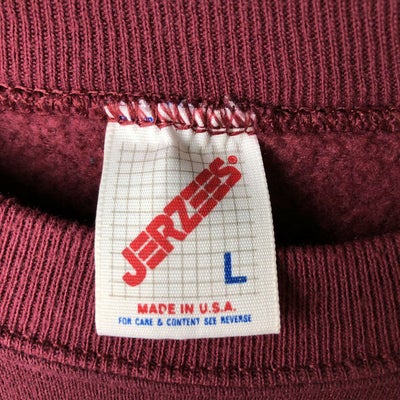 JERZEES®
L
MADE IN U.S.A.
FOR CARE & CONTENT SEE REVERSE